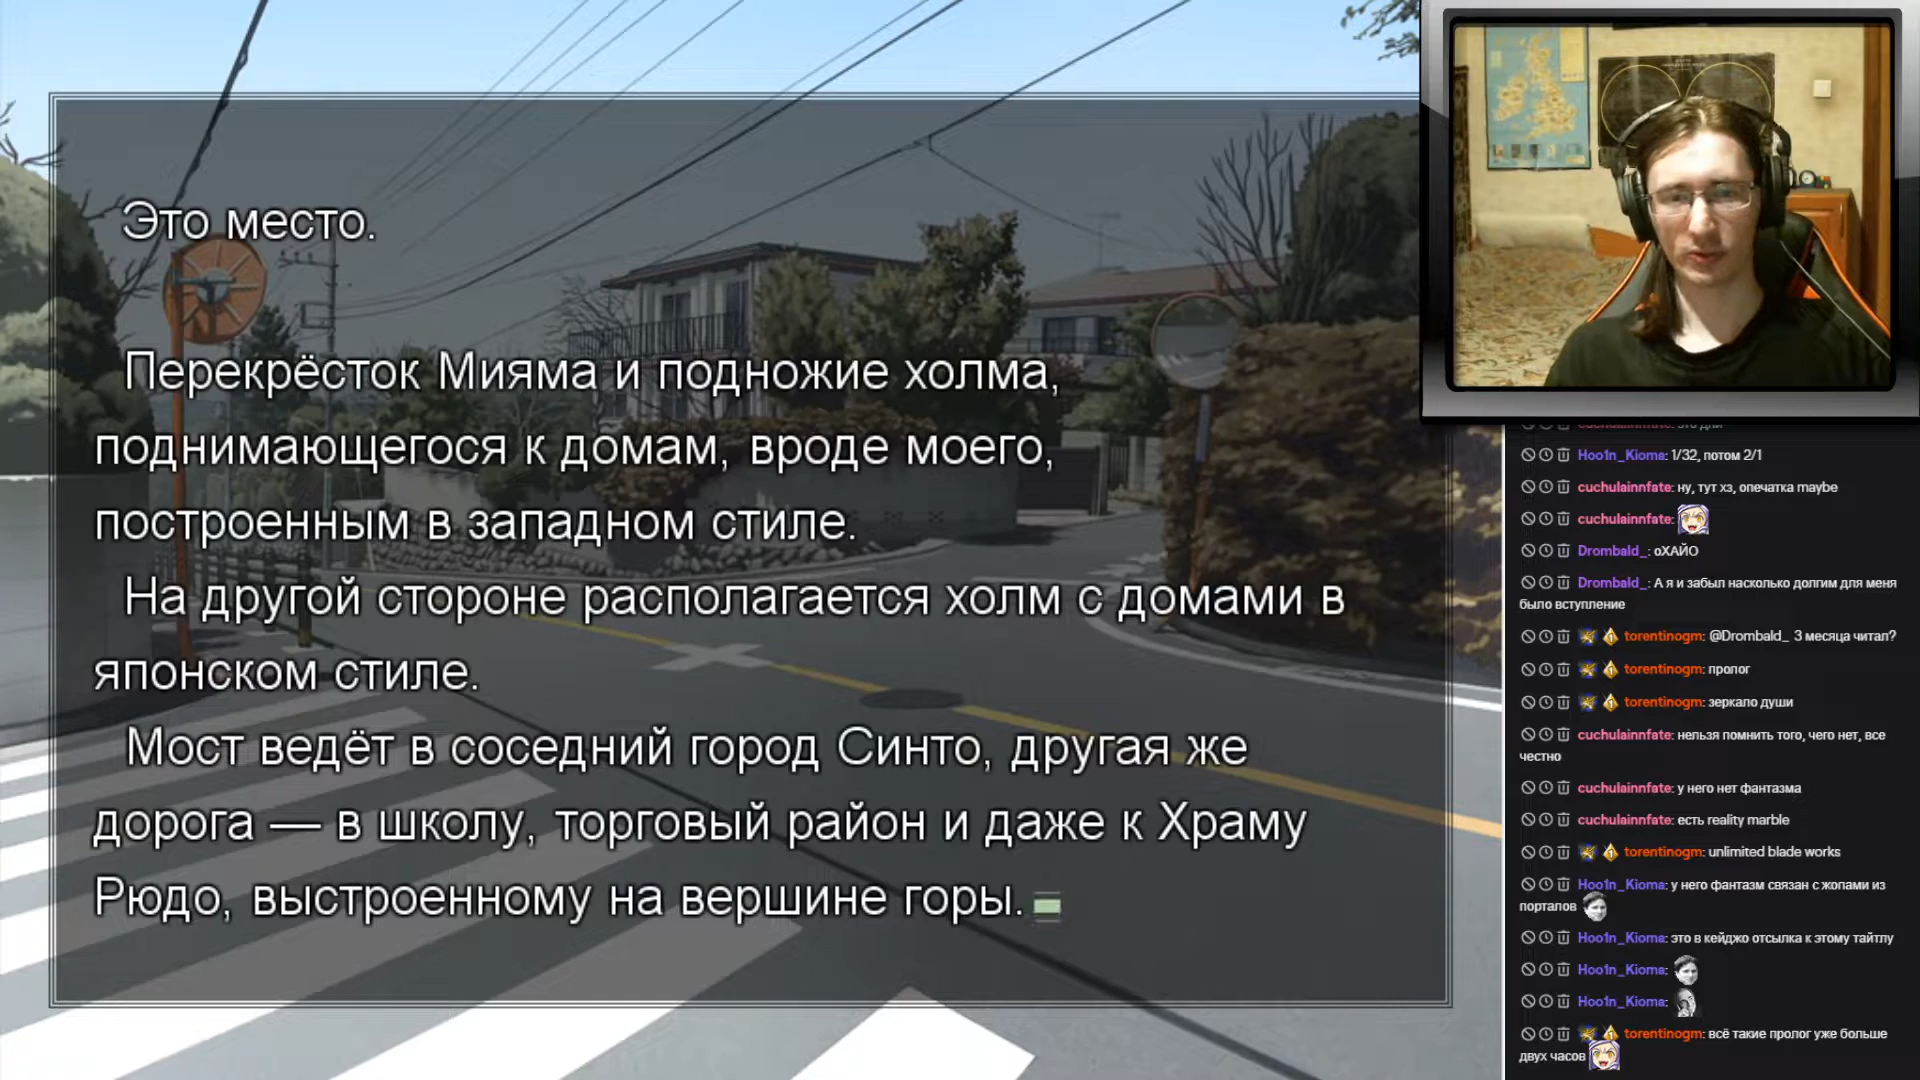 Это место.
Перекрёсток Мияма и подножие холма,
поднимающегося к домам, вроде моего,
построенным в западном стиле.
На другой стороне располагается холм с домами в
японском стиле.
Мост ведёт в соседний город Синто, другая же
дорога — в школу, торговый район и даже к Храму
Рюдо, выстроенному на вершине горы.
Hoo1n_Kioma: 1/32, потом 2/1
cuchulainnfate: ну, тут хз, опечатка maybe
cuchulainnfate:
Drombald_: оХАЙО
Drombald_: А я и забыл насколько долгим для меня
было вступление
torentinogm: @Drombald_ 3 месяца читал?
torentinogm: пролог
torentinogm: зеркало души
cuchulainnfate: нельзя помнить того, чего нет, все
честно
cuchulainnfate: у него нет фантазма
cuchulainnfate: есть reality marble
torentinogm: unlimited blade works
Hoo1n_Kioma: у него фантазм связан с жопами из
порталов
Hoo1n_Kioma: это в кейджо отсылка к этому тайтлу
Hoo1n_Kioma:
Hoo1n_Kioma:
torentinogm: всё такие пролог уже больше
двух часов